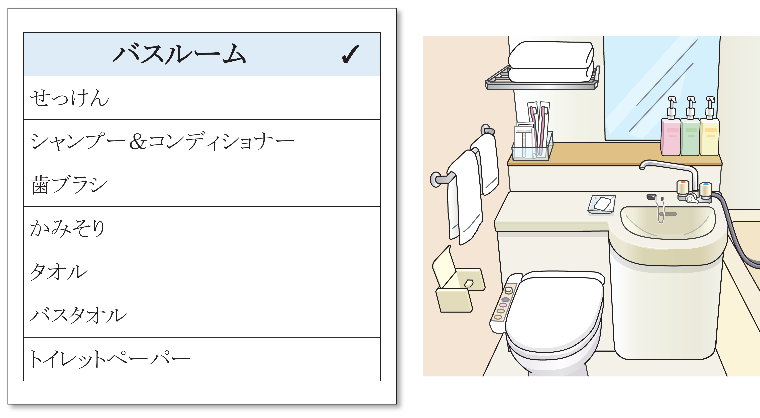 バスルーム ✓
せっけん
シャンプー＆コンディショナー
歯ブラシ
かみそり
タオル
バスタオル
トイレットペーパー